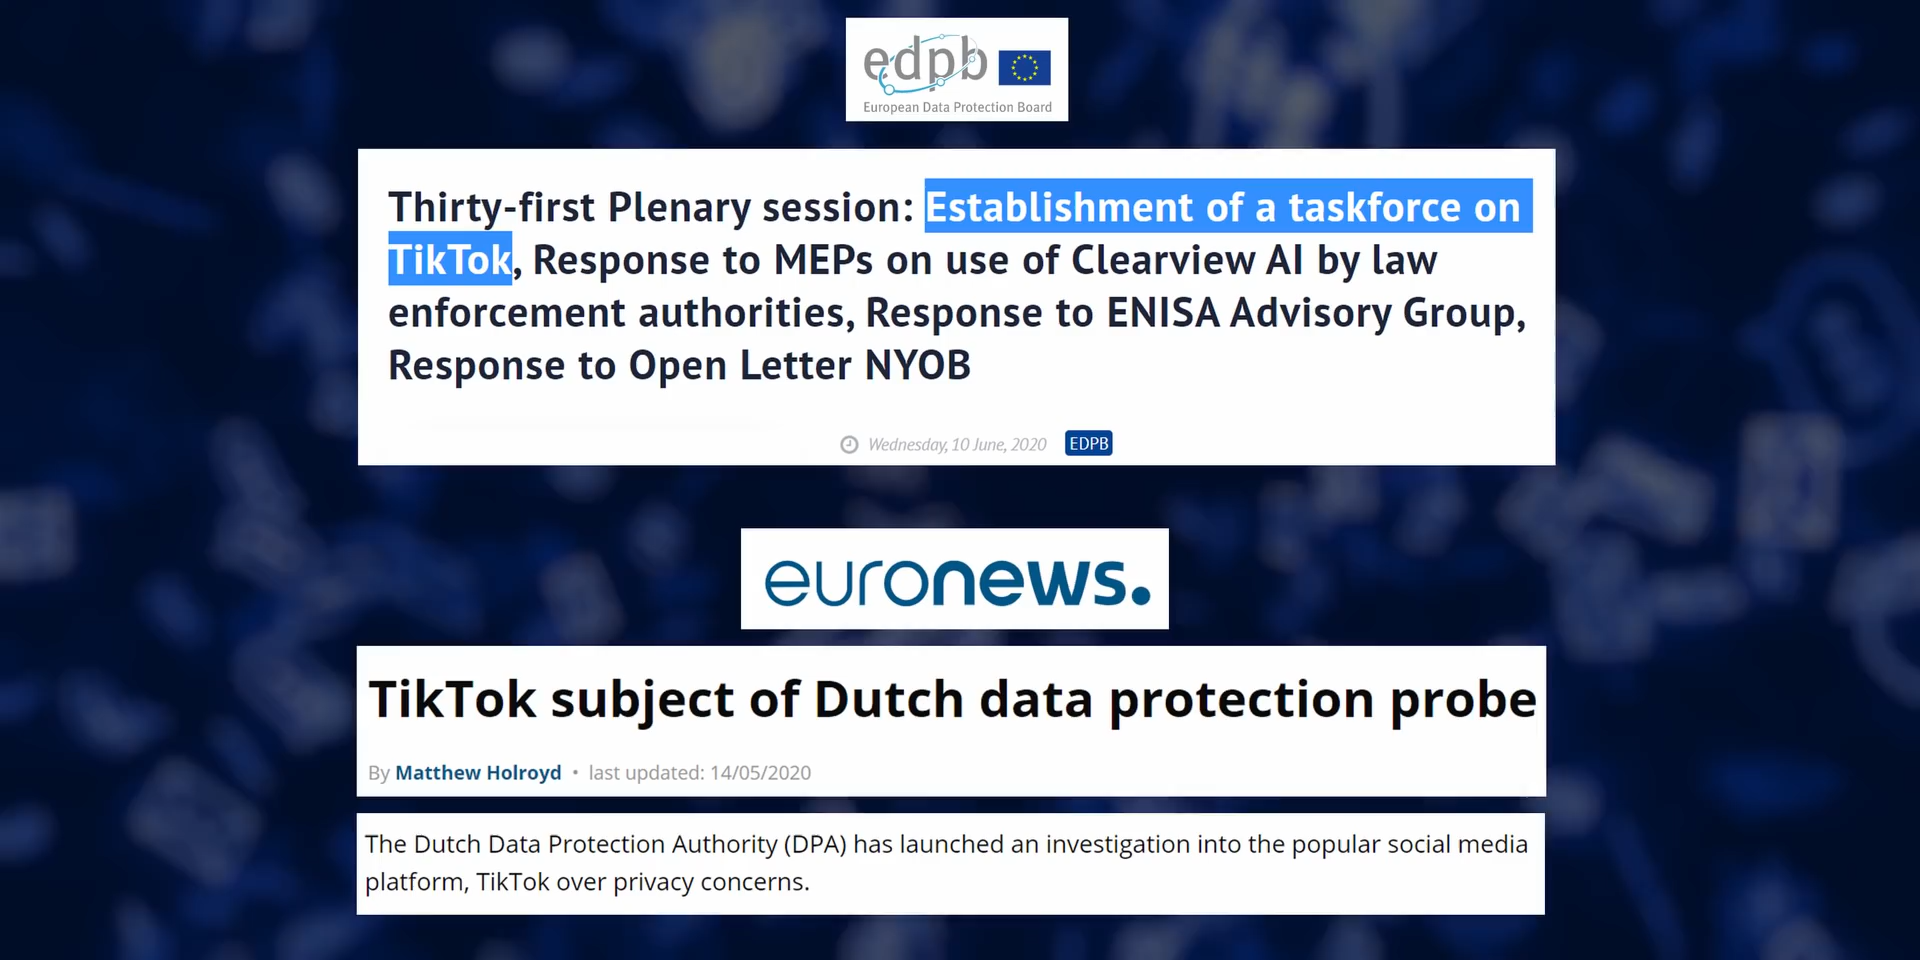 edpb
European Data Protection Board
Thirty-first Plenary session: Establishment of a taskforce on
TikTok, Response to MEPs on use of Clearview AI by law
enforcement authorities, Response to ENISA Advisory Group,
Response to Open Letter NYOB
Wednesday, 10 June, 2020 EDPB
euronews.
TikTok subject of Dutch data protection probe
By Matthew Holroyd • last updated: 14/05/2020
The Dutch Data Protection Authority (DPA) has launched an investigation into the popular social media
platform, TikTok over privacy concerns.